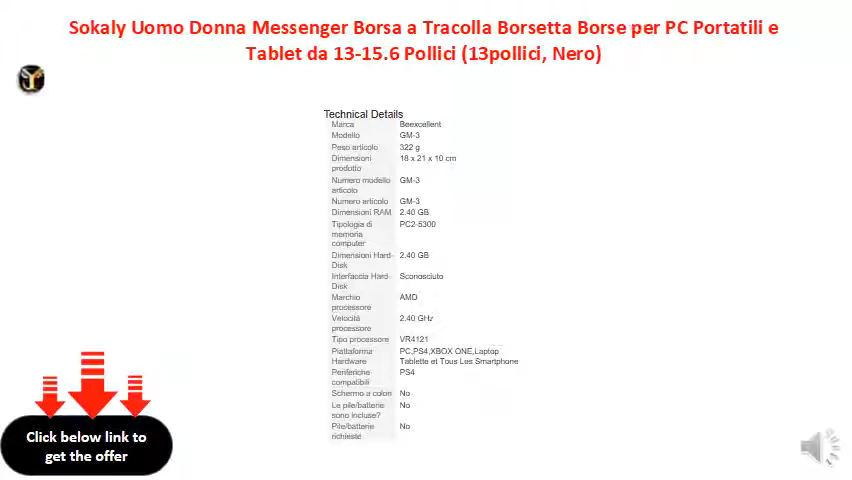 Sokaly Uomo Donna Messenger Borsa a Tracolla Borsetta Borse per PC Portatili e
Tablet da 13-15.6 Pollici (13pollici, Nero)
Technical Details
Marca Beexcellent
Modello GM-3
Peso articolo 322 g
Dimensioni 18 x 21 x 10 cm
prodotto
Numero modello GM-3
articolo
Numero articolo GM-3
Dimensioni RAM 2.40 GB
Tipologia di PC2-5300
memoria
computer
Dimensioni Hard- 2.40 GB
Disk
Interfaccia Hard- Sconosciuto
Disk
Marchio AMD
processore
Velocità 2.40 GHz
processore
Tipo processore VR4121
Piattaforma PC,PS4,XBOX ONE,Laptop
Hardware Tablette et Tous Les Smartphone
Periferiche PS4
compatibili
Schermo a colori No
Le pile/batterie No
sono incluse?
Pile/batterie No
richieste
Click below link to
get the offer